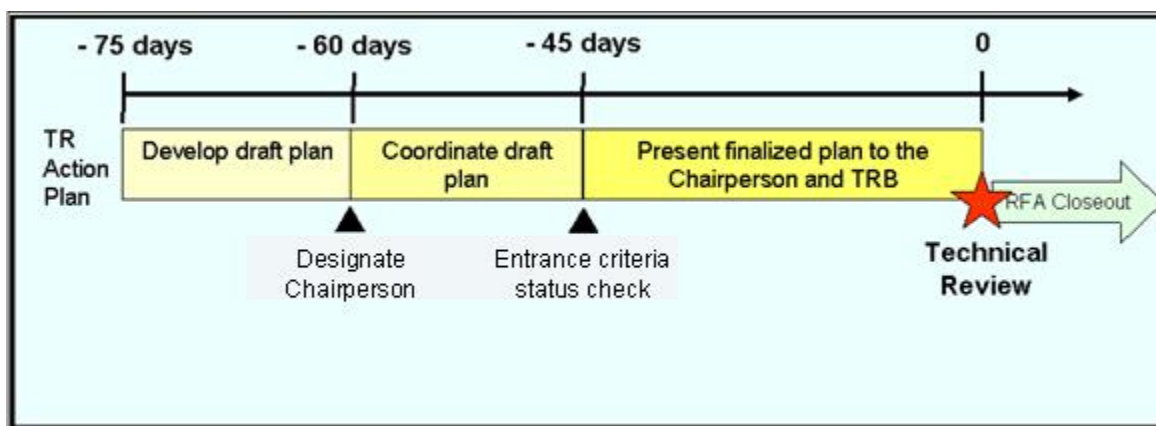 - 75 days
- 60 days
- 45 days
0
TR
Action
Plan
Develop draft plan
Coordinate draft
plan
Present finalized plan to the
Chairperson and TRB
RFA Closeout
Designate
Chairperson
Entrance criteria
status check
Technical
Review